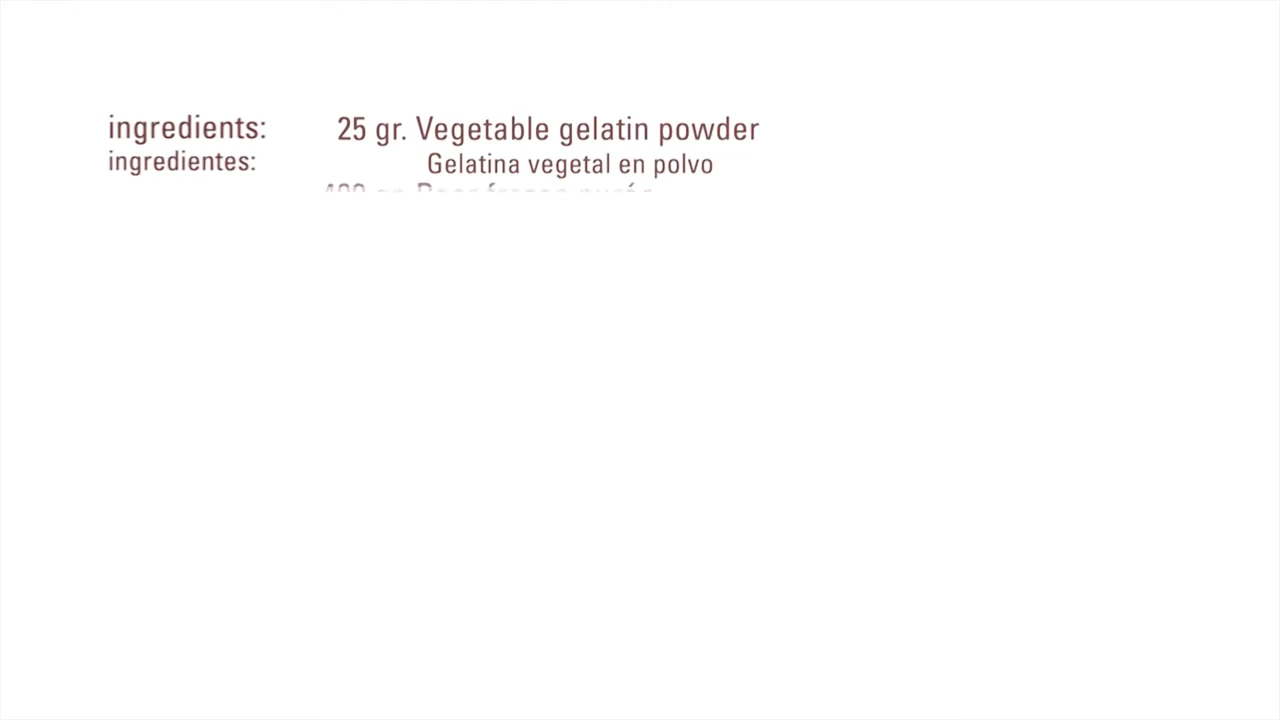 ingredients: 25 gr. Vegetable gelatin powder
ingredientes: Gelatina vegetal en polvo